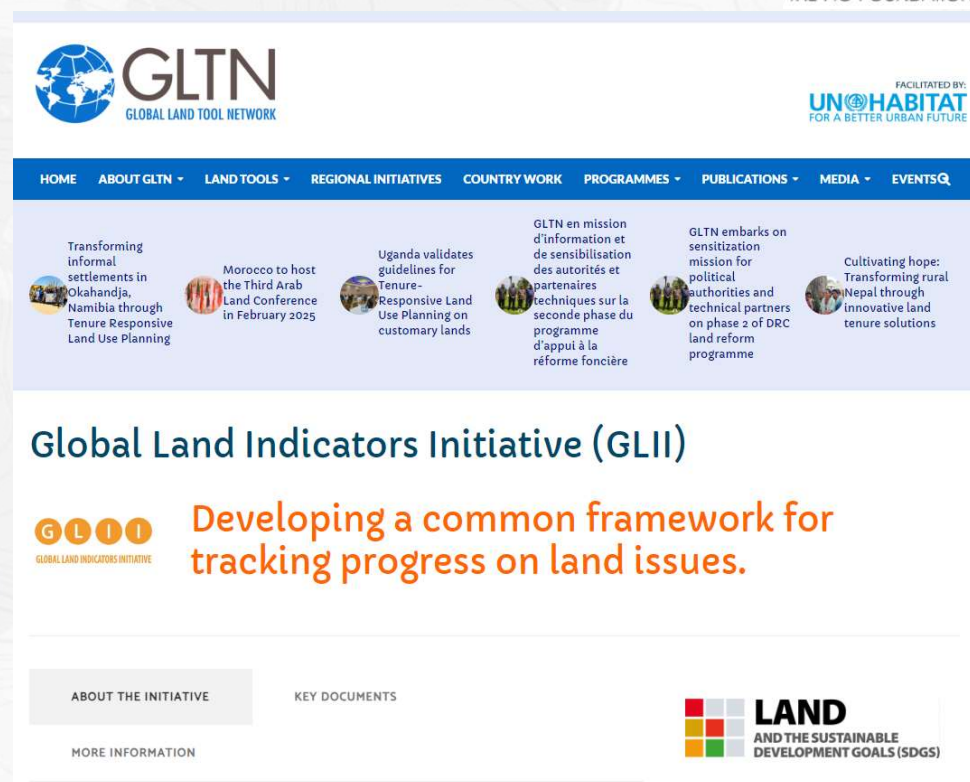 GLTN
GLOBAL LAND TOOL NETWORK
FACILITATED BY:
UN HABITAT
FOR A BETTER URBAN FUTURE
HOME ABOUT GLTN LAND TOOLS REGIONAL INITIATIVES COUNTRY WORK PROGRAMMES PUBLICATIONS MEDIA EVENTS
Transforming
informal
settlements in
Okahandja,
Namibia through
Tenure Responsive
Land Use Planning
Morocco to host
the Third Arab
Land Conference
in February 2025
Uganda validates
guidelines for
Tenure-
Responsive Land
Use Planning on
customary lands
GLTN en mission
d'information et
de sensibilisation
des autorités et
partenaires
techniques sur la
seconde phase du
programme
d'appui à la
réforme foncière
GLTN embarks on
sensitization
mission for
political
authorities and
technical partners
on phase 2 of DRC
land reform
programme
Cultivating hope:
Transforming rural
Nepal through
innovative land
tenure solutions
Global Land Indicators Initiative (GLII)
GLII
GLOBAL LAND INDICATORS INITIATIVE
Developing a common framework for
tracking progress on land issues.
ABOUT THE INITIATIVE KEY DOCUMENTS
MORE INFORMATION
LAND
AND THE SUSTAINABLE
DEVELOPMENT GOALS (SDGS)